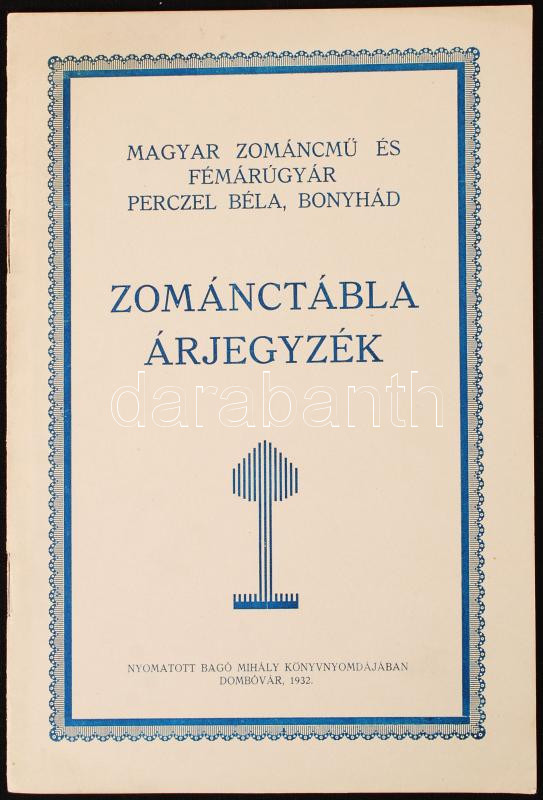 MAGYAR ZOMÁNCMŰ ÉS
FÉMÁRÚGYÁR
PERCZEL BÉLA, BONYHÁD
ZOMÁNCTÁBLA
ÁRJEGYZÉK
darabanth
NYOMATOTT BAGÓ MIHÁLY KÖNYVNYOMDÁJÁBAN
DOMBÓVÁR, 1932.